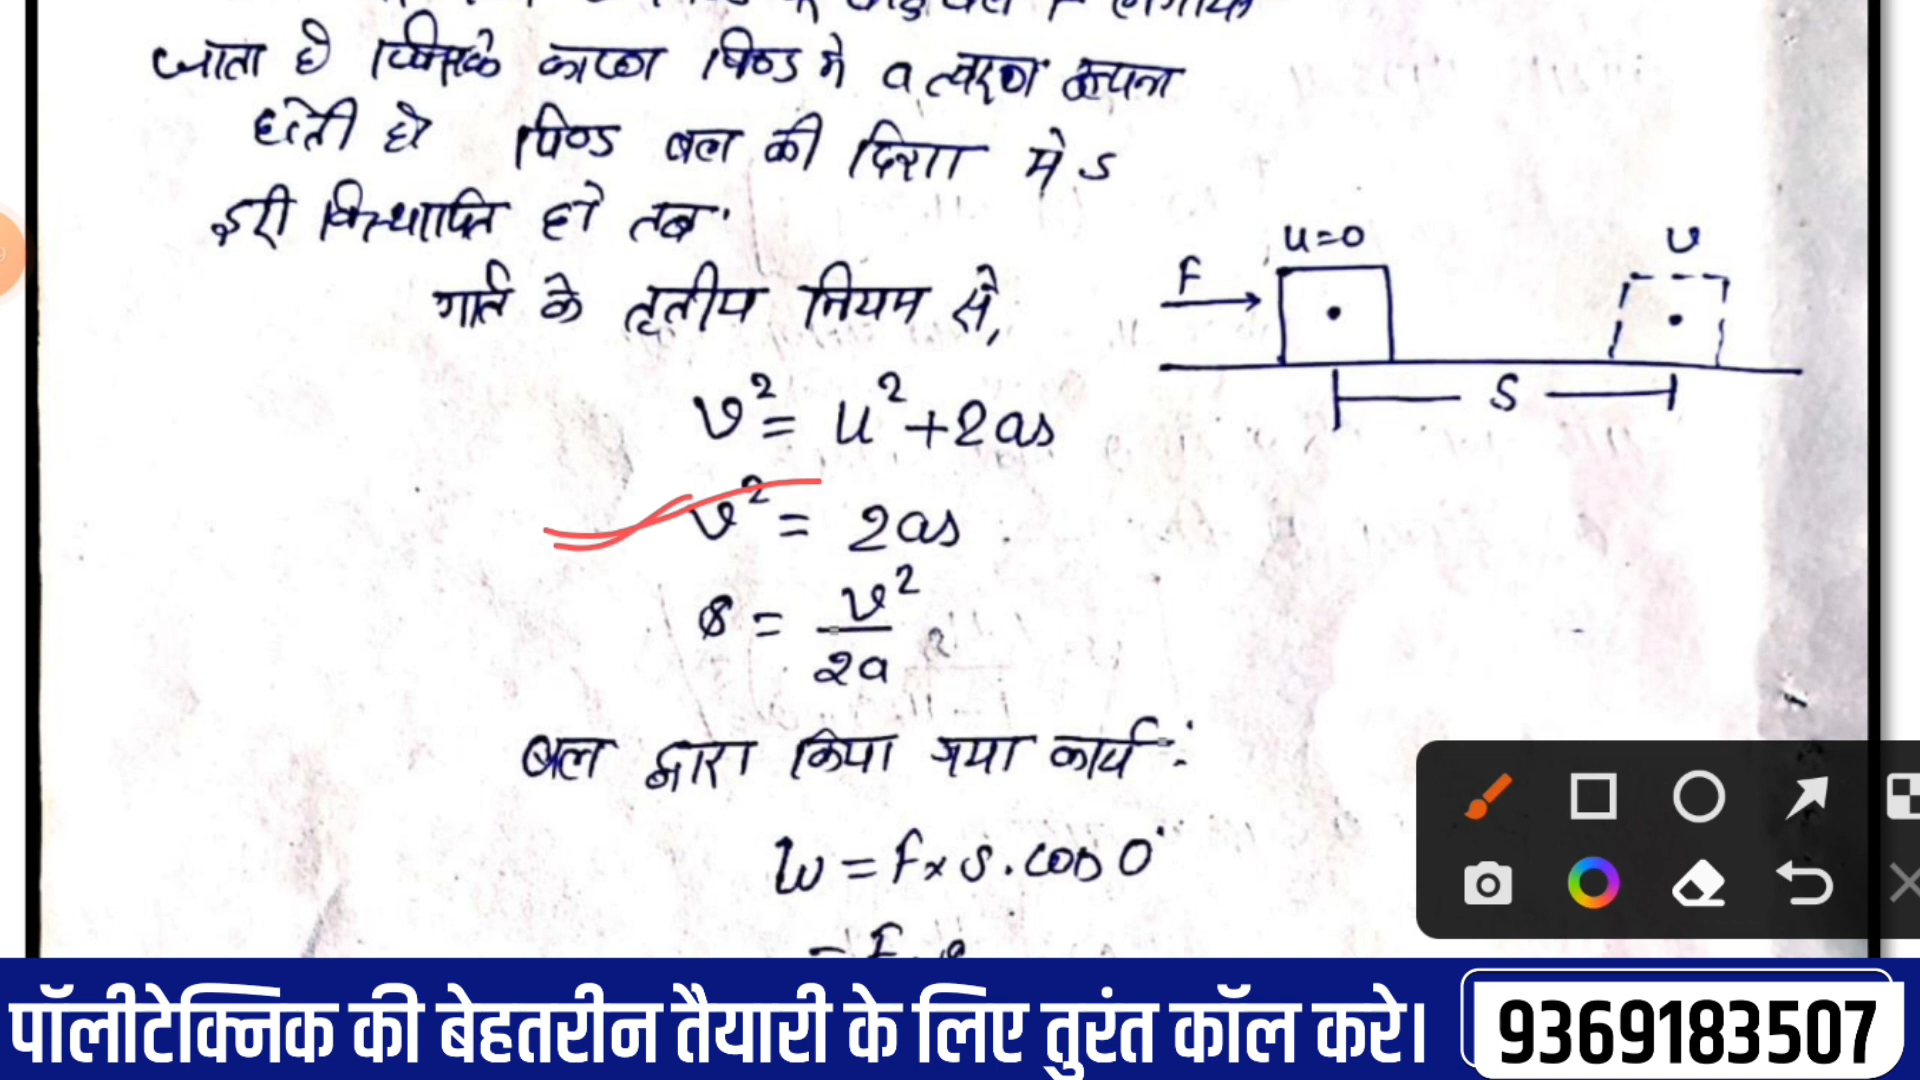 जाता है जिसके कारण पिण्ड मे a त्वरण उत्पन्न
होती हो पिण्ड बल की दिशा मे s
दूरी विस्थापित हो तब
गति के तृतीय नियम से,
v² = u² + 2as
v² = 2as
s = v² / 2a
बल द्वारा किया गया कार्य :-
W = F × s . cos 0°
F
u=0
v
S
पॉलीटेक्निक की बेहतरीन तैयारी के लिए तुरंत कॉल करे।
9369183507